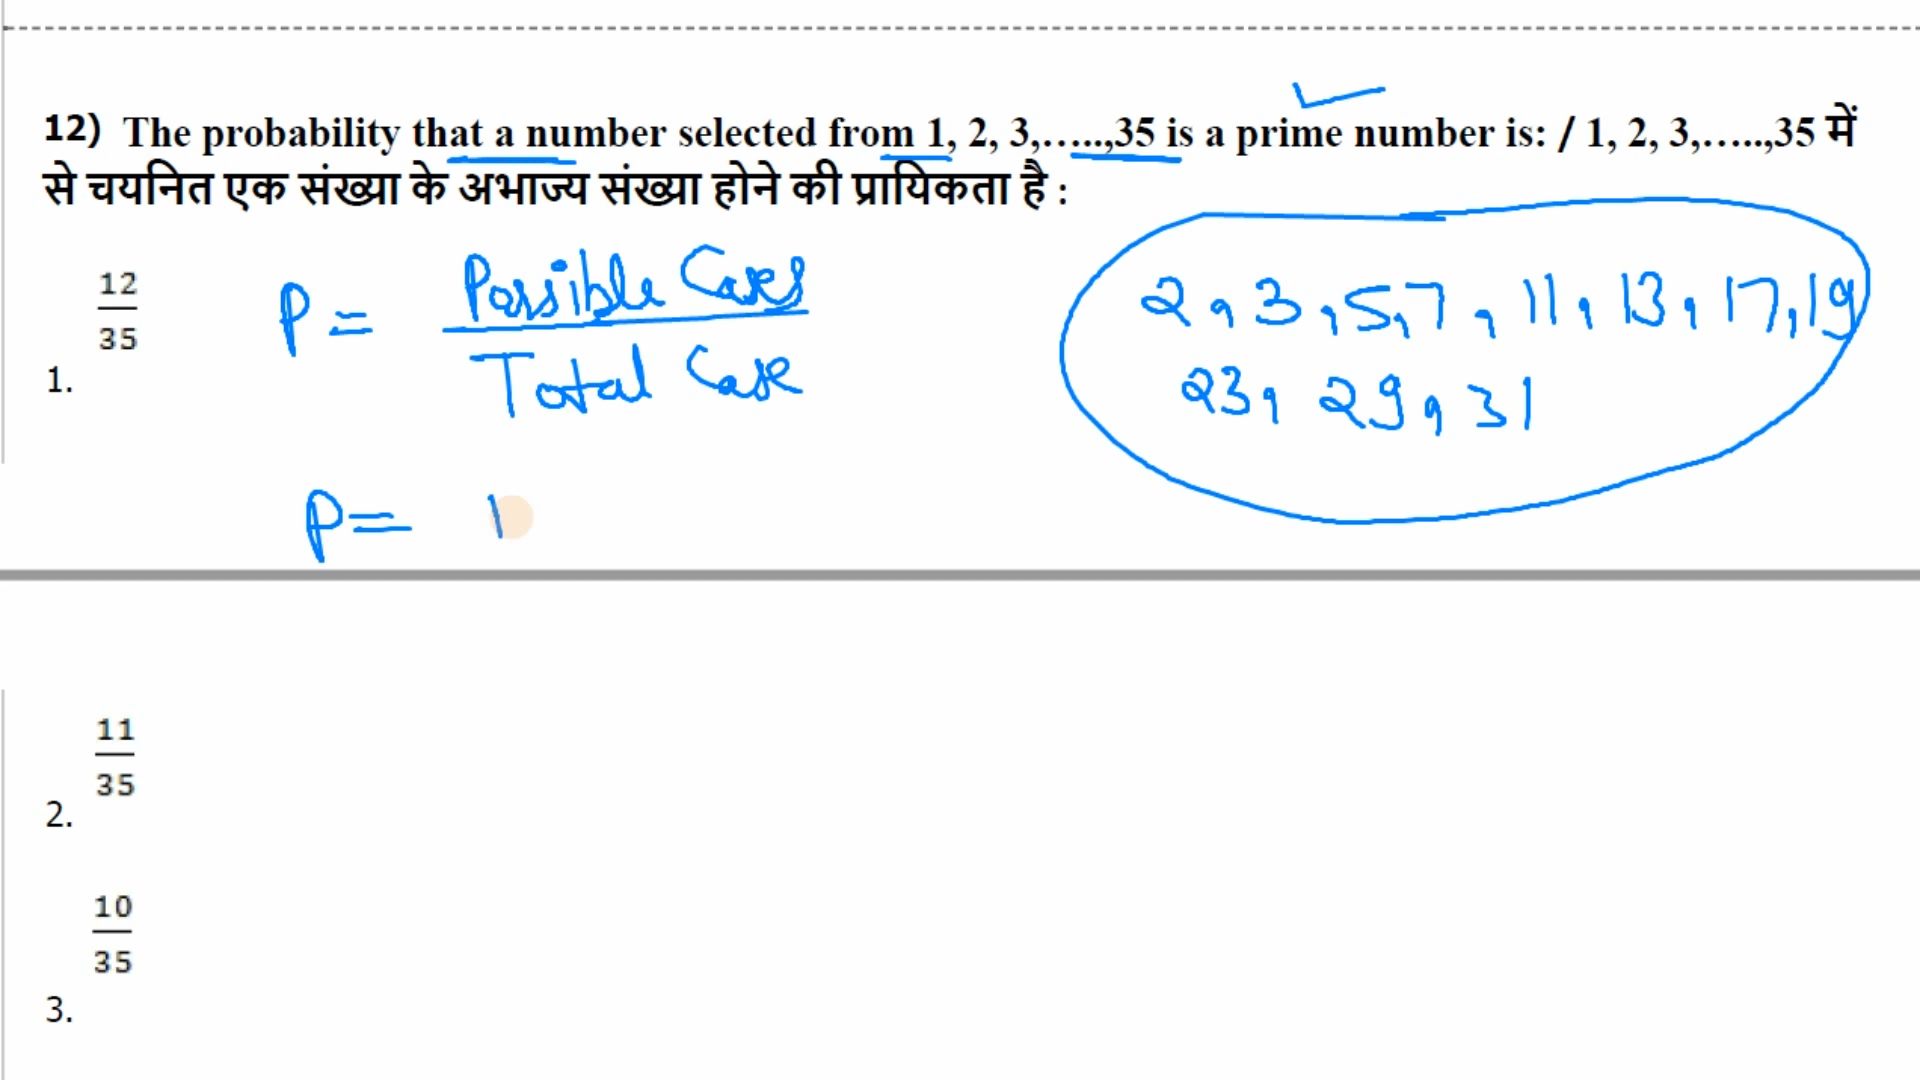 12) The probability that a number selected from 1, 2, 3,…...,35 is a prime number is: / 1, 2, 3,…..,35 में
से चयनित एक संख्या के अभाज्य संख्या होने की प्रायिकता है :
12
35
1.
P = Possible Cases
Total Case
2, 3, 5, 7, 11, 13, 17, 19
23, 29, 31
P = 1
11
35
2.
10
35
3.